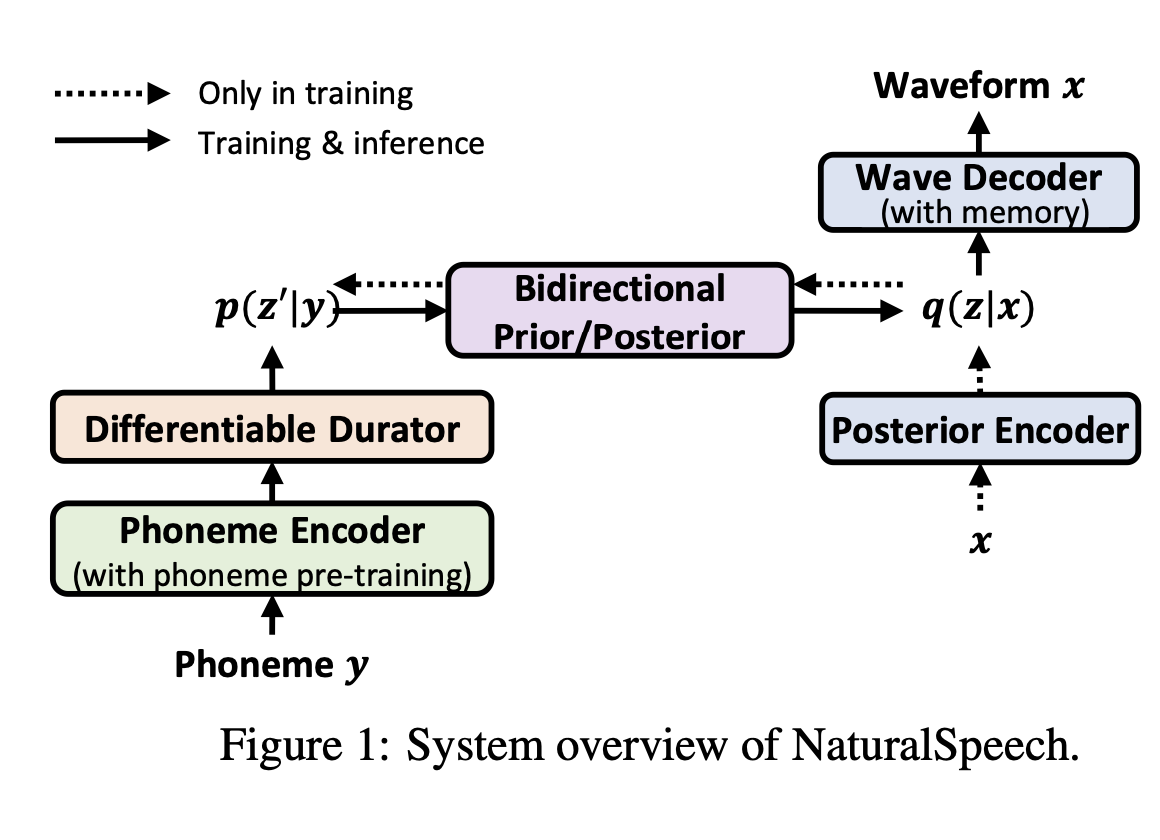 Only in training
Training & inference
Waveform x
Wave Decoder
(with memory)
p(z′|y)
Bidirectional
Prior/Posterior
q(z|x)
Differentiable Durator
Posterior Encoder
Phoneme Encoder
(with phoneme pre-training)
x
Phoneme y
Figure 1: System overview of NaturalSpeech.